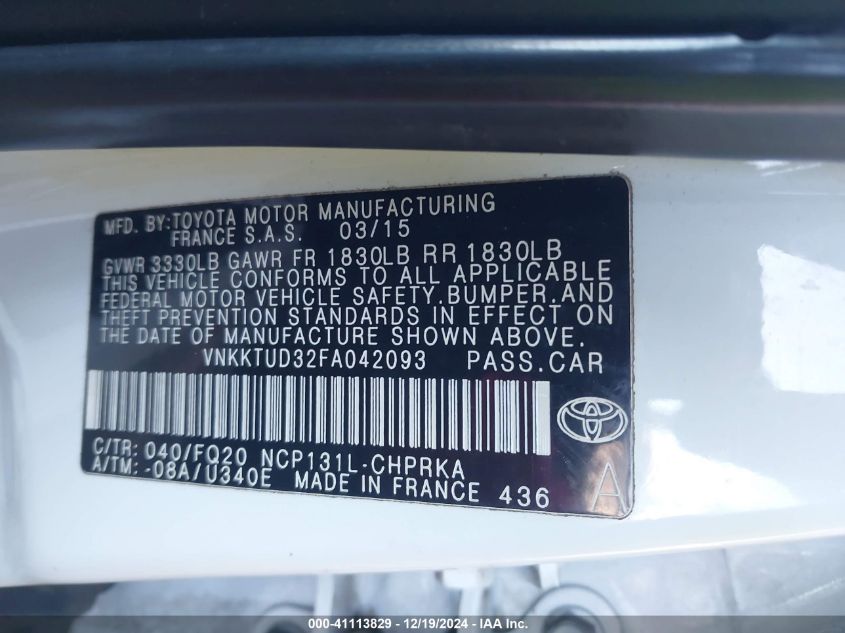 MFD. BY:TOYOTA MOTOR MANUFACTURING
FRANCE S.A.S. 03/15
GVWR 3330LB GAWR FR 1830LB RR 1830LB
THIS VEHICLE CONFORMS TO ALL APPLICABLE
FEDERAL MOTOR VEHICLE SAFETY,BUMPER,AND
THEFT PREVENTION STANDARDS IN EFFECT ON
THE DATE OF MANUFACTURE SHOWN ABOVE.
VNKKTUD32FA042093 PASS.CAR
C/TR: 040/FQ20 NCP131L-CHPRKA
A/TM: -08A/U340E MADE IN FRANCE 436 A
000-41113829 - 12/19/2024 - IAAI, Inc.